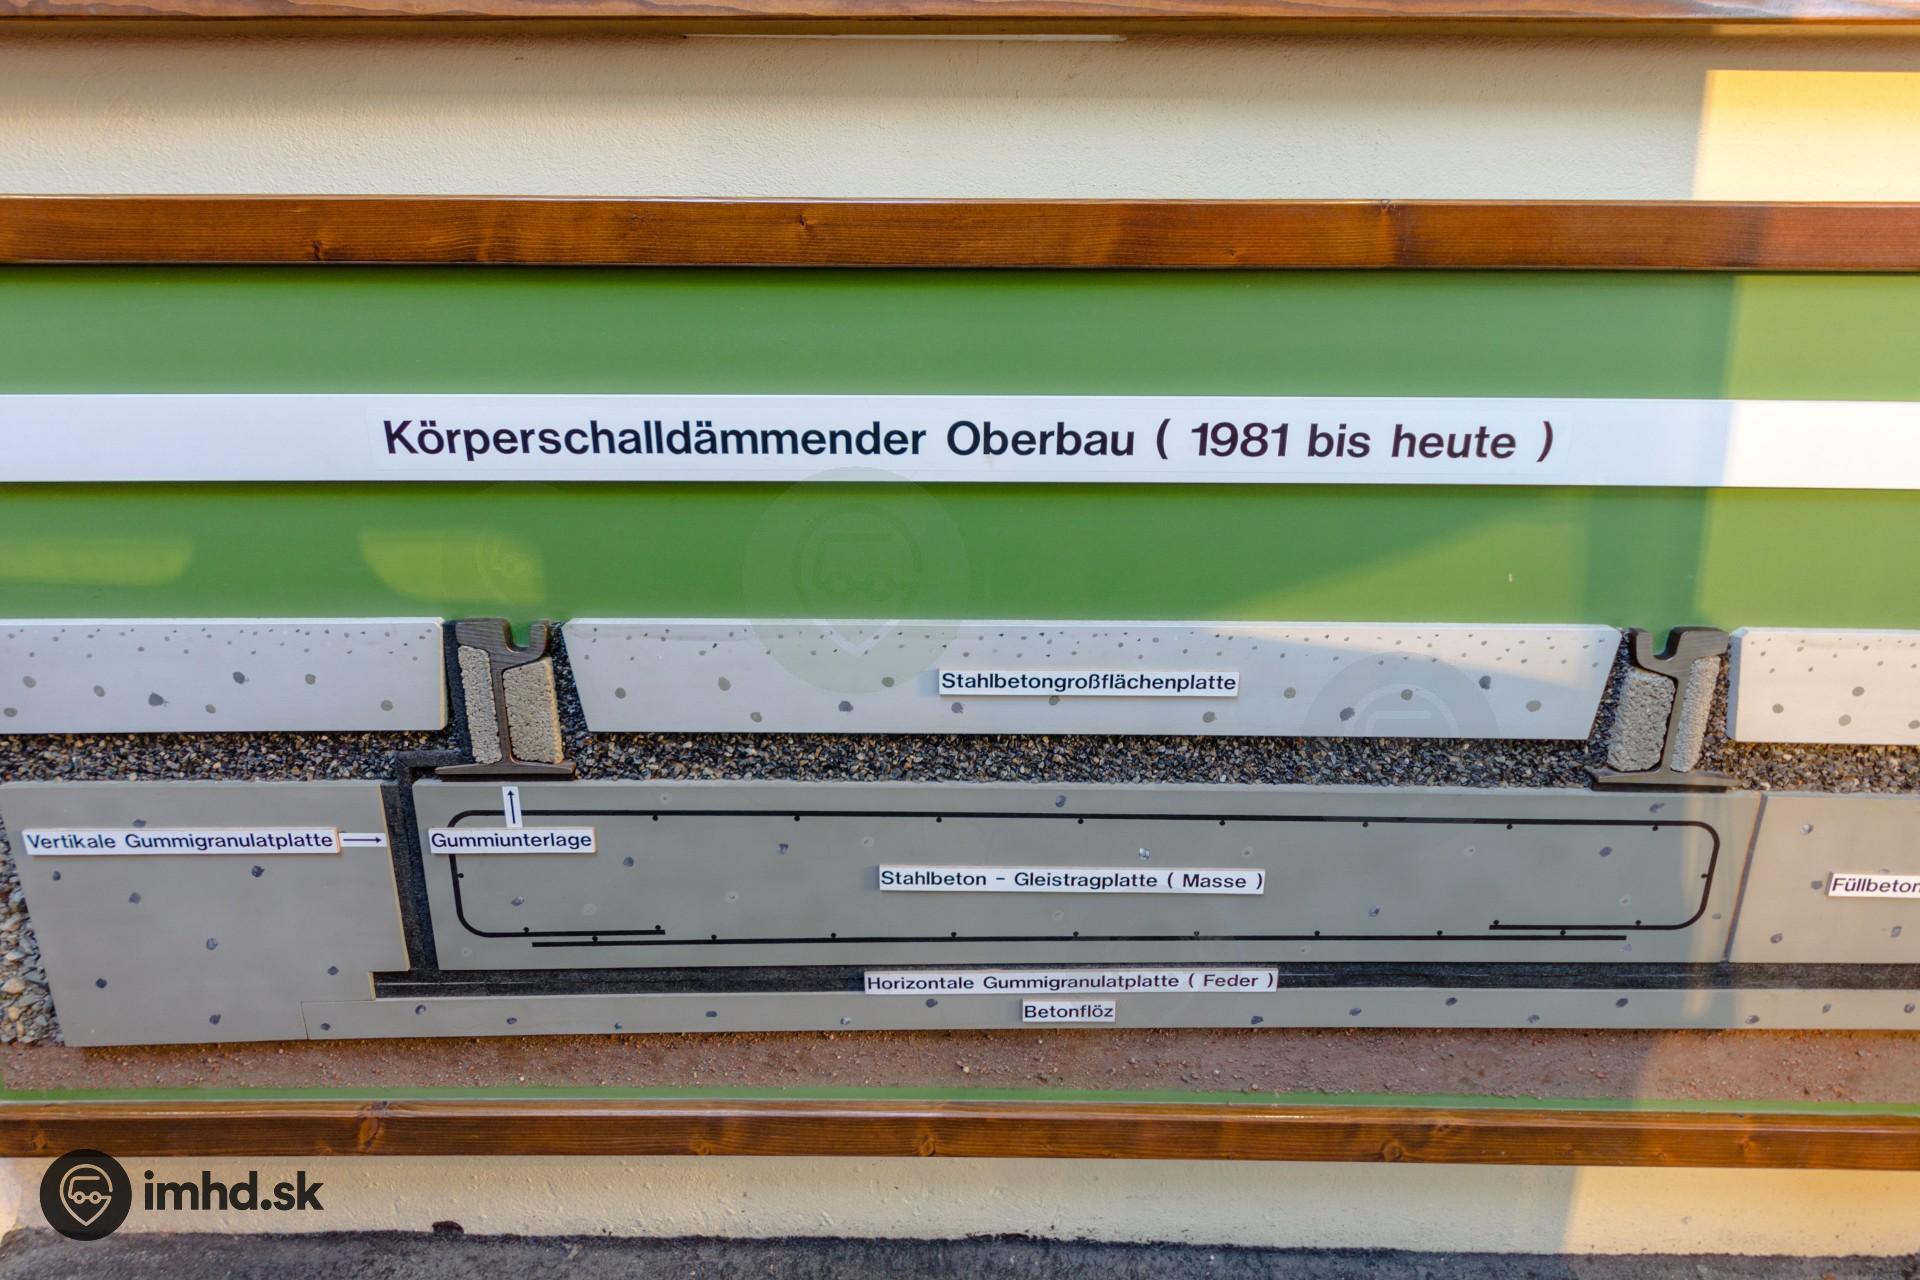 Körperschalldämmender Oberbau ( 1981 bis heute )
Stahlbetongroßflächenplatte
Vertikale Gummigranulatplatte
Gummiunterlage
Stahlbeton - Gleistragplatte ( Masse )
Füllbeton
Horizontale Gummigranulatplatte ( Feder )
Betonflöz
imhd.sk